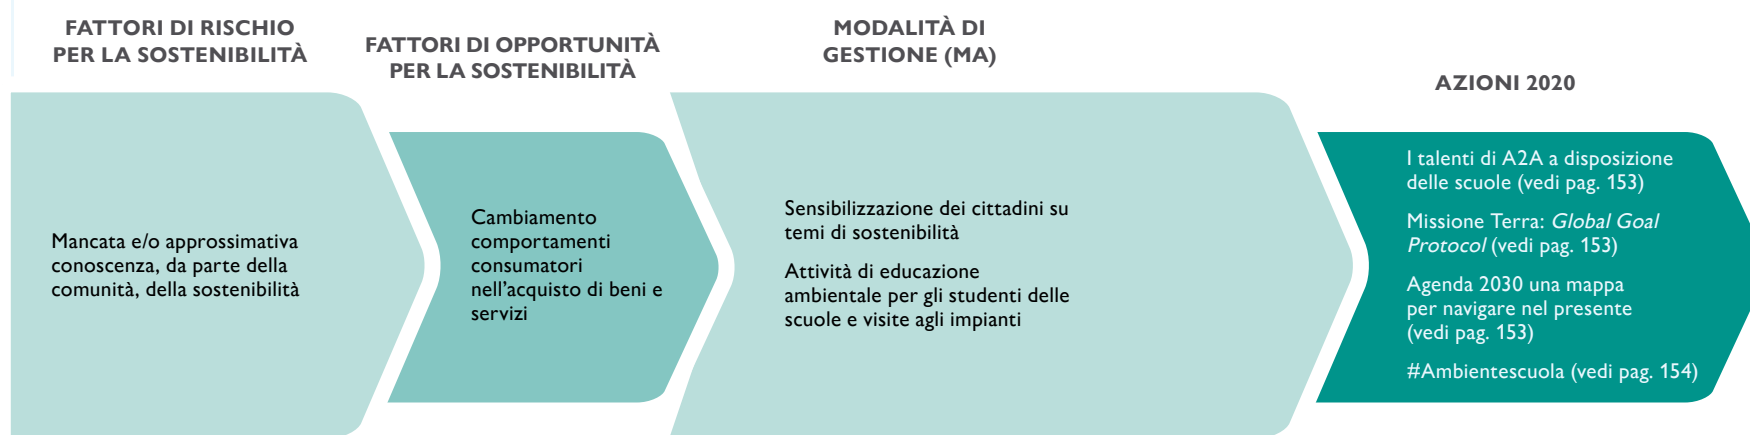 FATTORI DI RISCHIO
PER LA SOSTENIBILITÀ
FATTORI DI OPPORTUNITÀ
PER LA SOSTENIBILITÀ
MODALITÀ DI
GESTIONE (MA)
AZIONI 2020
Mancata e/o approssimativa
conoscenza, da parte della
comunità, della sostenibilità
Cambiamento
comportamenti
consumatori
nell’acquisto di beni e
servizi
Sensibilizzazione dei cittadini su
temi di sostenibilità
Attività di educazione
ambientale per gli studenti delle
scuole e visite agli impianti
I talenti di A2A a disposizione
delle scuole (vedi pag. 153)
Missione Terra: Global Goal
Protocol (vedi pag. 153)
Agenda 2030 una mappa
per navigare nel presente
(vedi pag. 153)
#Ambientescuola (vedi pag. 154)